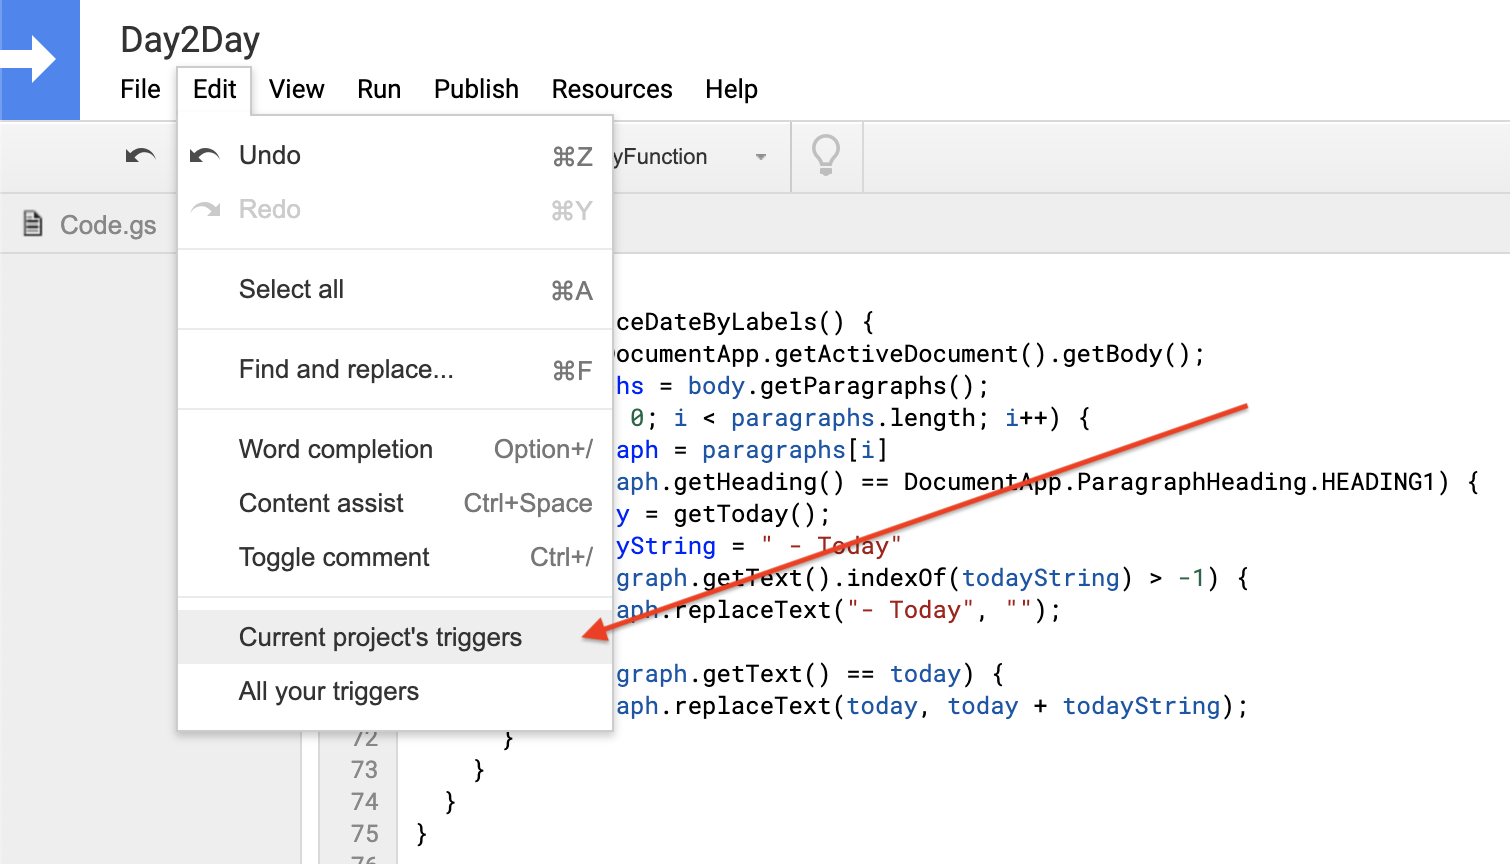 Day2Day
File Edit View Run Publish Resources Help
Undo ⌘Z
yFunction
Redo ⌘Y
Code.gs
Select all ⌘A
Find and replace... ⌘F
Word completion Option+/
Content assist Ctrl+Space
Toggle comment Ctrl+/
Current project's triggers
All your triggers
ceDateByLabels() {
ocumentApp.getActiveDocument().getBody();
hs = body.getParagraphs();
0; i < paragraphs.length; i++) {
aph = paragraphs[i]
aph.getHeading() == DocumentApp.ParagraphHeading.HEADING1) {
y = getToday();
yString = " - Today"
graph.getText().indexOf(todayString) > -1) {
aph.replaceText("- Today", "");
graph.getText() == today) {
aph.replaceText(today, today + todayString);
72 }
73 }
74 }
75 }
76